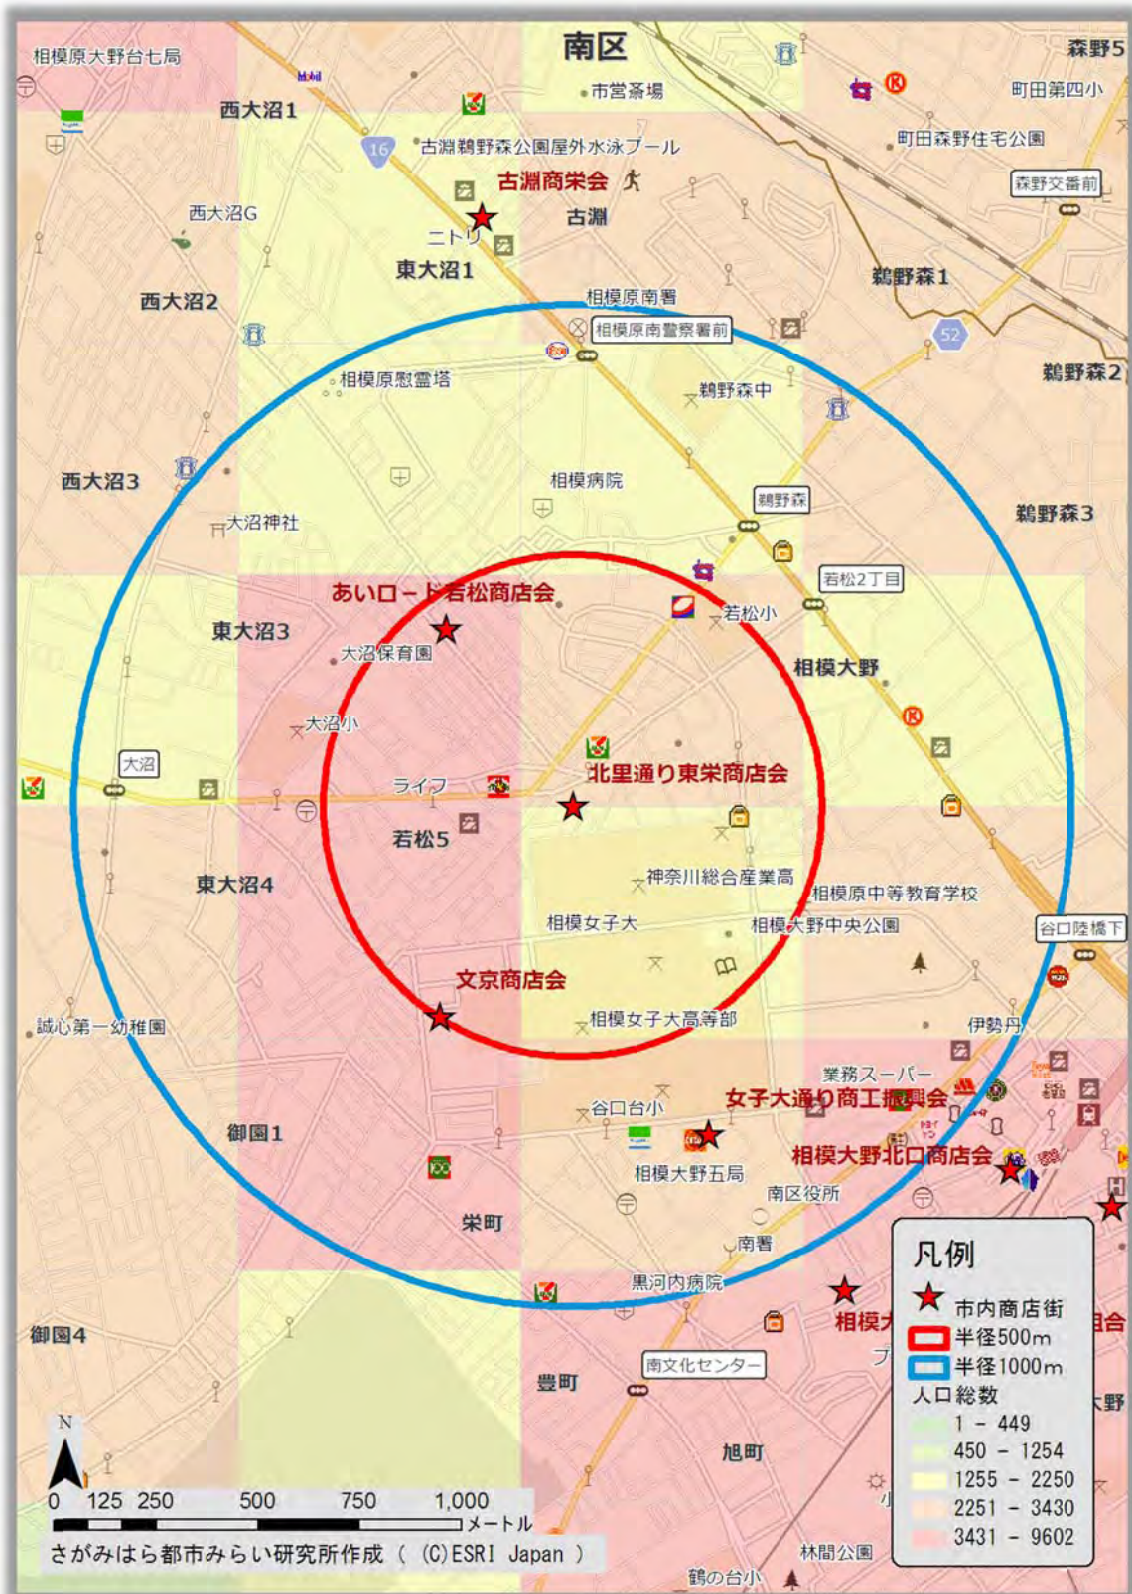 南区
森野5
相模原大野台七局
町田第四小
Mobil
市営斎場
西大沼1
町田森野住宅公園
16
古淵鵜野森公園屋外水泳プール
古淵商栄会
森野交番前
西大沼G
古淵
ニトリ
東大沼1
鵜野森1
西大沼2
相模原南署
相模原南警察署前
52
相模原慰霊塔
鵜野森2
鵜野森中
西大沼3
相模病院
鵜野森
鵜野森3
大沼神社
若松2丁目
あいロード若松商店会
若松小
東大沼3
大沼保育園
相模大野
大沼小
大沼
北里通り東栄商店会
ライフ
若松5
東大沼4
神奈川総合産業高
相模原中等教育学校
相模女子大
相模大野中央公園
谷口陸橋下
文京商店会
誠心第一幼稚園
相模女子大高等部
伊勢丹
業務スーパー
女子大通り商工振興会
谷口台小
御園1
相模大野北口商店会
相模大野五局
南区役所
栄町
南署
黒河内病院
御園4
相模大
組合
南文化センター
豊町
大野
旭町
林間公園
鶴の台小
凡例
市内商店街
半径500m
半径1000m
人口総数
1 - 449
450 - 1254
1255 - 2250
2251 - 3430
3431 - 9602
N
0 125 250 500 750 1,000
メートル
さがみはら都市みらい研究所作成（ (C)ESRI Japan ）